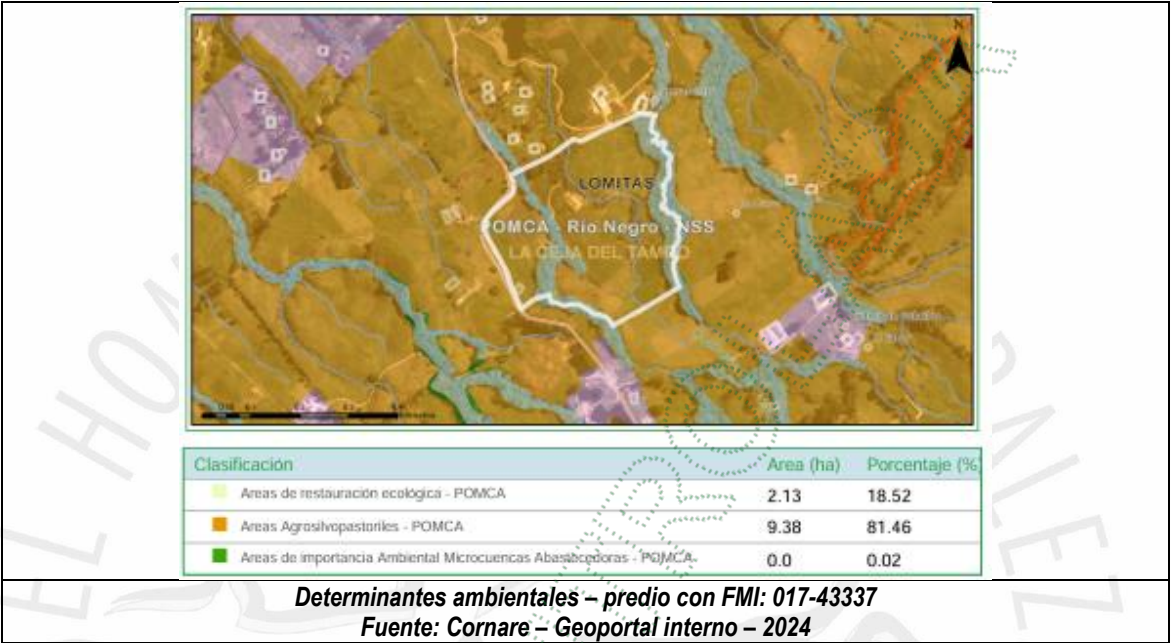 N
LOMITAS
POMCA - Rio Negro - NSS
LA CEJA DEL TAMBO
Clasificación Area (ha) Porcentaje (%)
Areas de restauración ecológica - POMCA 2.13 18.52
Areas Agrosilvopastoriles - POMCA 9.38 81.46
Areas de importancia Ambiental Microcuencas Abastecedoras - POMCA 0.0 0.02
Determinantes ambientales – predio con FMI: 017-43337
Fuente: Cornare – Geoportal interno – 2024